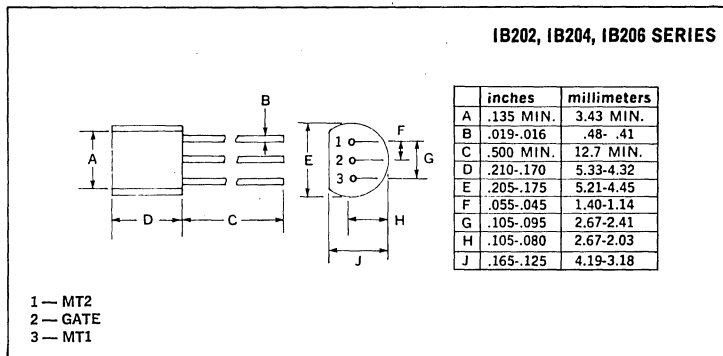 IB202, IB204, IB206 SERIES
B
A
D
C
E
1
2
3
F
G
H
J
inches millimeters
A .135 MIN. 3.43 MIN.
B .019-.016 .48- .41
C .500 MIN. 12.7 MIN.
D .210-.170 5.33-4.32
E .205-.175 5.21-4.45
F .055-.045 1.40-1.14
G .105-.095 2.67-2.41
H .105-.080 2.67-2.03
J .165-.125 4.19-3.18
1 — MT2
2 — GATE
3 — MT1